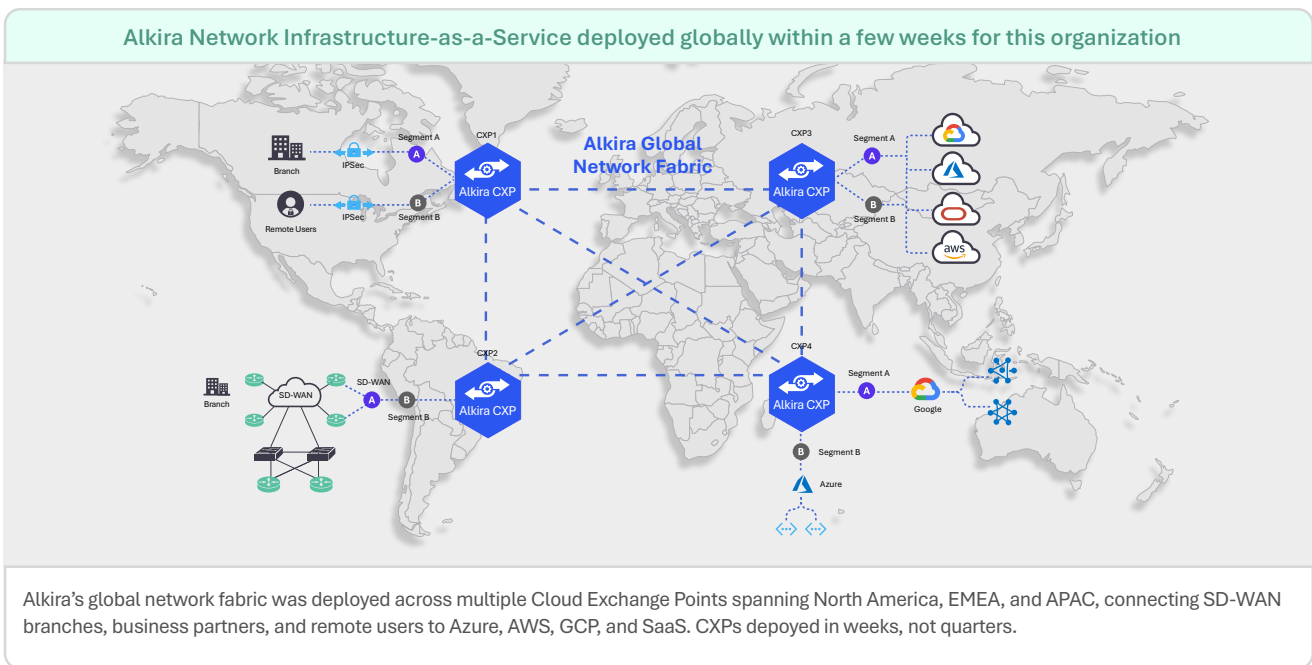 Alkira Network Infrastructure-as-a-Service deployed globally within a few weeks for this organization
Branch
IPSec
Segment A
A
CXP1
Alkira CXP
Remote Users
IPSec
B
Segment B
Alkira Global
Network Fabric
CXP3
Alkira CXP
Segment A
A
B
Segment B
aws
Branch
SD-WAN
SD-WAN
A
B
Segment B
CXP2
Alkira CXP
CXP4
Alkira CXP
Segment A
A
Google
B
Segment B
Azure
Alkira’s global network fabric was deployed across multiple Cloud Exchange Points spanning North America, EMEA, and APAC, connecting SD-WAN
branches, business partners, and remote users to Azure, AWS, GCP, and SaaS. CXPs depoyed in weeks, not quarters.